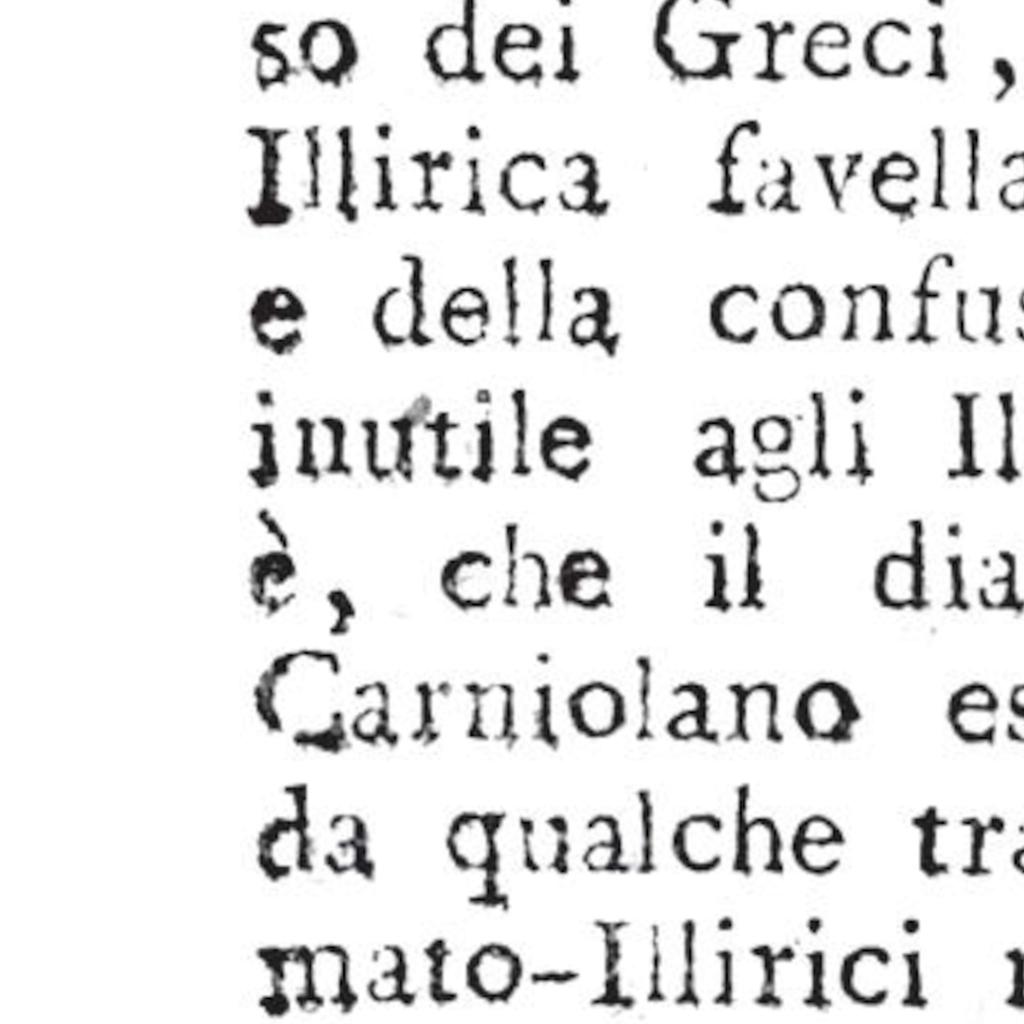 so dei Greci,
Illirica favella
e della confus
inutile agli Il
è, che il dia
Carniolano es
da qualche tra
mato-Illirici